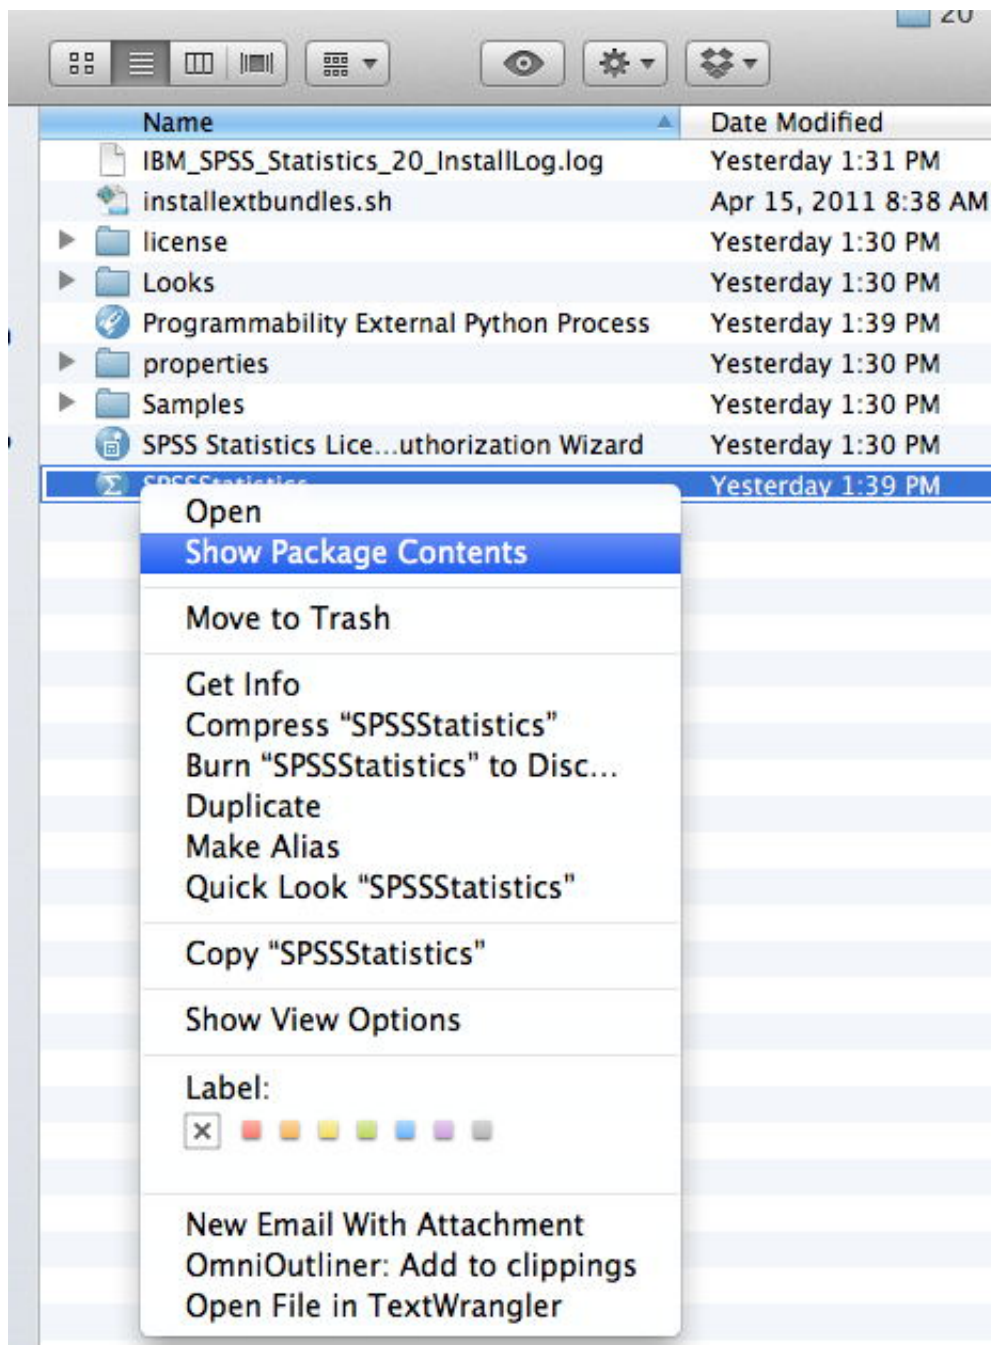 20
Name Date Modified
IBM_SPSS_Statistics_20_InstallLog.log Yesterday 1:31 PM
installextbundles.sh Apr 15, 2011 8:38 AM
license Yesterday 1:30 PM
Looks Yesterday 1:30 PM
Programmability External Python Process Yesterday 1:39 PM
properties Yesterday 1:30 PM
Samples Yesterday 1:30 PM
SPSS Statistics Lice...uthorization Wizard Yesterday 1:30 PM
SPSSStatistics Yesterday 1:39 PM
Open
Show Package Contents
Move to Trash
Get Info
Compress “SPSSStatistics”
Burn “SPSSStatistics” to Disc...
Duplicate
Make Alias
Quick Look “SPSSStatistics”
Copy “SPSSStatistics”
Show View Options
Label:
New Email With Attachment
OmniOutliner: Add to clippings
Open File in TextWrangler